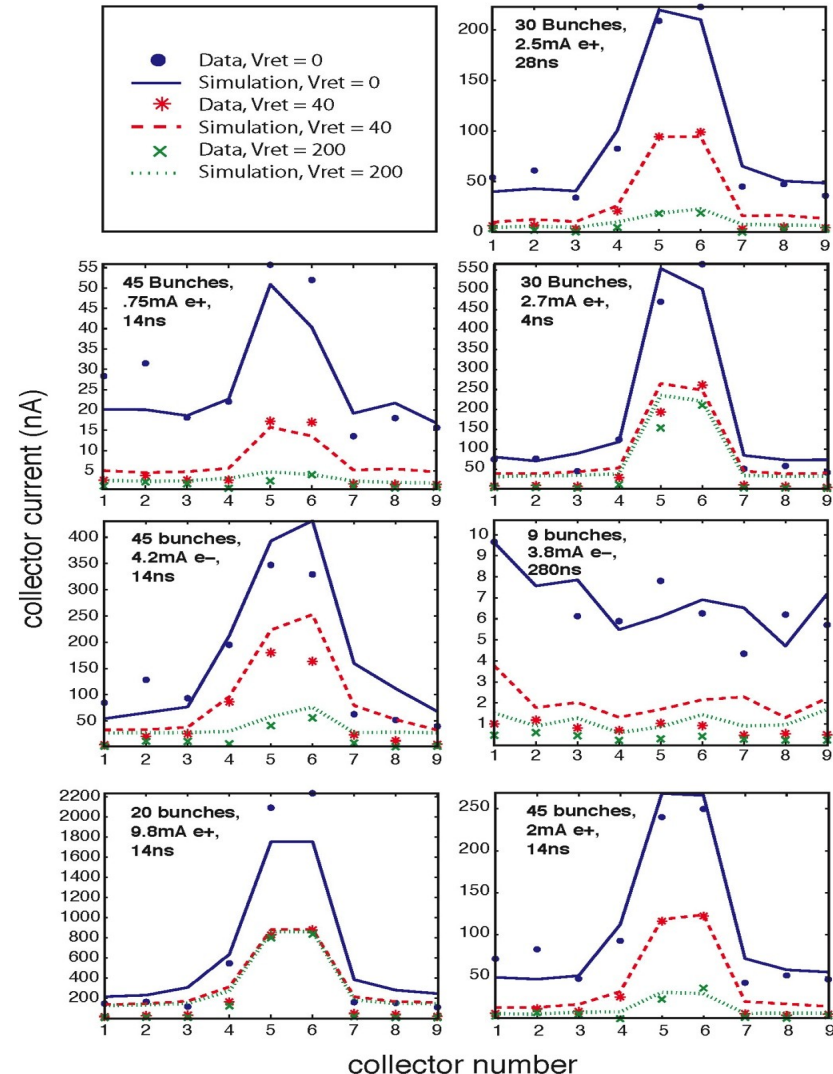 Data, Vret = 0
Simulation, Vret = 0
Data, Vret = 40
Simulation, Vret = 40
Data, Vret = 200
Simulation, Vret = 200
30 Bunches,
2.5mA e+,
28ns
200
150
100
50
0
1 2 3 4 5 6 7 8 9
45 Bunches,
.75mA e+,
14ns
55
50
45
40
35
30
25
20
15
10
5
1 2 3 4 5 6 7 8 9
30 Bunches,
2.7mA e+,
4ns
550
500
450
400
350
300
250
200
150
100
50
1 2 3 4 5 6 7 8 9
45 bunches,
4.2mA e–,
14ns
400
350
300
250
200
150
100
50
1 2 3 4 5 6 7 8 9
9 bunches,
3.8mA e–,
280ns
10
9
8
7
6
5
4
3
2
1
1 2 3 4 5 6 7 8 9
20 bunches,
9.8mA e+,
14ns
2200
2000
1800
1600
1400
1200
1000
800
600
400
200
1 2 3 4 5 6 7 8 9
45 bunches,
2mA e+,
14ns
250
200
150
100
50
1 2 3 4 5 6 7 8 9
collector current (nA)
collector number